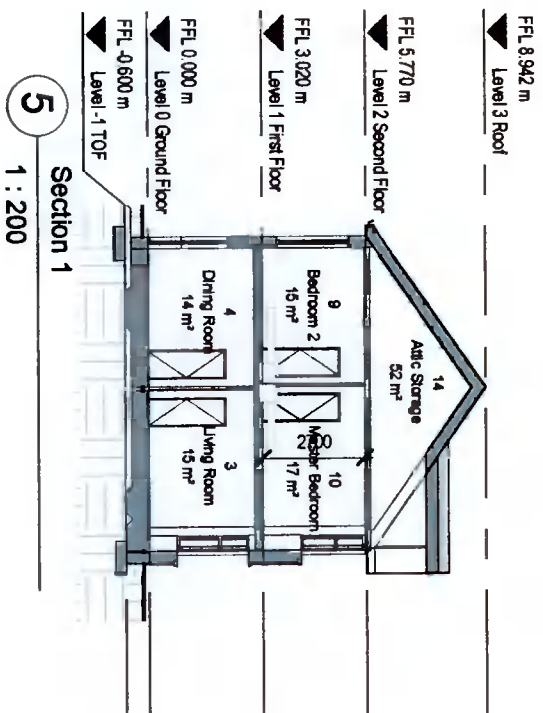 FFL 8.942 m
Level 3 Roof
FFL 5.770 m
Level 2 Second Floor
FFL 3.020 m
Level 1 First Floor
FFL 0.000 m
Level 0 Ground Floor
FFL -0.600 m
Level -1 TOF
14
Attic Storage
52 m²
9
Bedroom 2
15 m²
10
Master Bedroom
17 m²
4
Dining Room
14 m²
3
Living Room
15 m²
5
Section 1
1 : 200